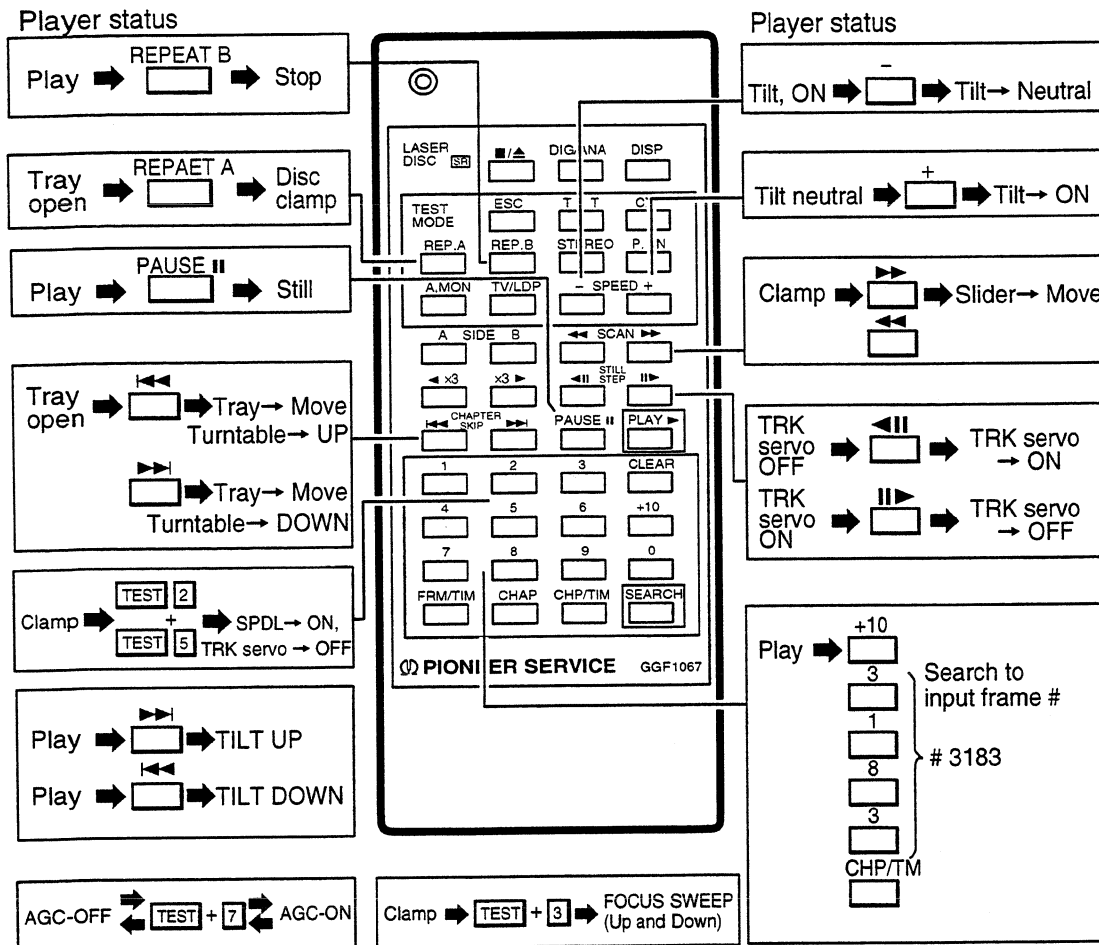 Player status
REPEAT B
Play Stop
REPAET A
Tray open Disc clamp
PAUSE II
Play Still
Tray open
Tray→ Move
Turntable→ UP
Tray→ Move
Turntable→ DOWN
Clamp TEST 2 + TEST 5 SPDL→ ON,
TRK servo → OFF
Play TILT UP
Play TILT DOWN
AGC-OFF TEST + 7 AGC-ON
LASER DISC SR
■/▲ DIG/ANA DISP
TEST MODE
ESC
REP.A REP.B STEREO
A.MON TV/LDP − SPEED +
A SIDE B ◀◀ SCAN ▶▶
◀ x3 x3 ▶ ◀II STILL STEP II▶
I◀◀ CHAPTER SKIP ▶▶I PAUSE II PLAY ▶
1 2 3 CLEAR
4 5 6 +10
7 8 9 0
FRM/TIM CHAP CHP/TIM SEARCH
PIONEER SERVICE GGF1067
Clamp TEST + 3 FOCUS SWEEP
(Up and Down)
Player status
−
Tilt, ON Tilt→ Neutral
+
Tilt neutral Tilt→ ON
▶▶
Clamp Slider→ Move
◀◀
TRK servo OFF ◀II TRK servo → ON
TRK servo ON II▶ TRK servo → OFF
Play +10
3
Search to
input frame #
1
# 3183
8
3
CHP/TM